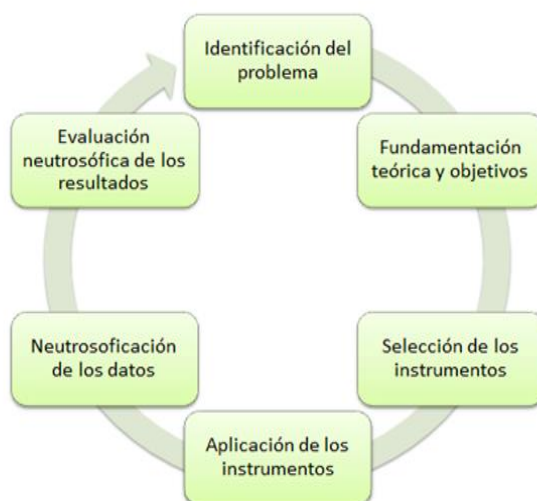 Identificación del
problema
Fundamentación
teórica y objetivos
Selección de los
instrumentos
Aplicación de los
instrumentos
Neutrosoficación
de los datos
Evaluación
neutrosófica de los
resultados